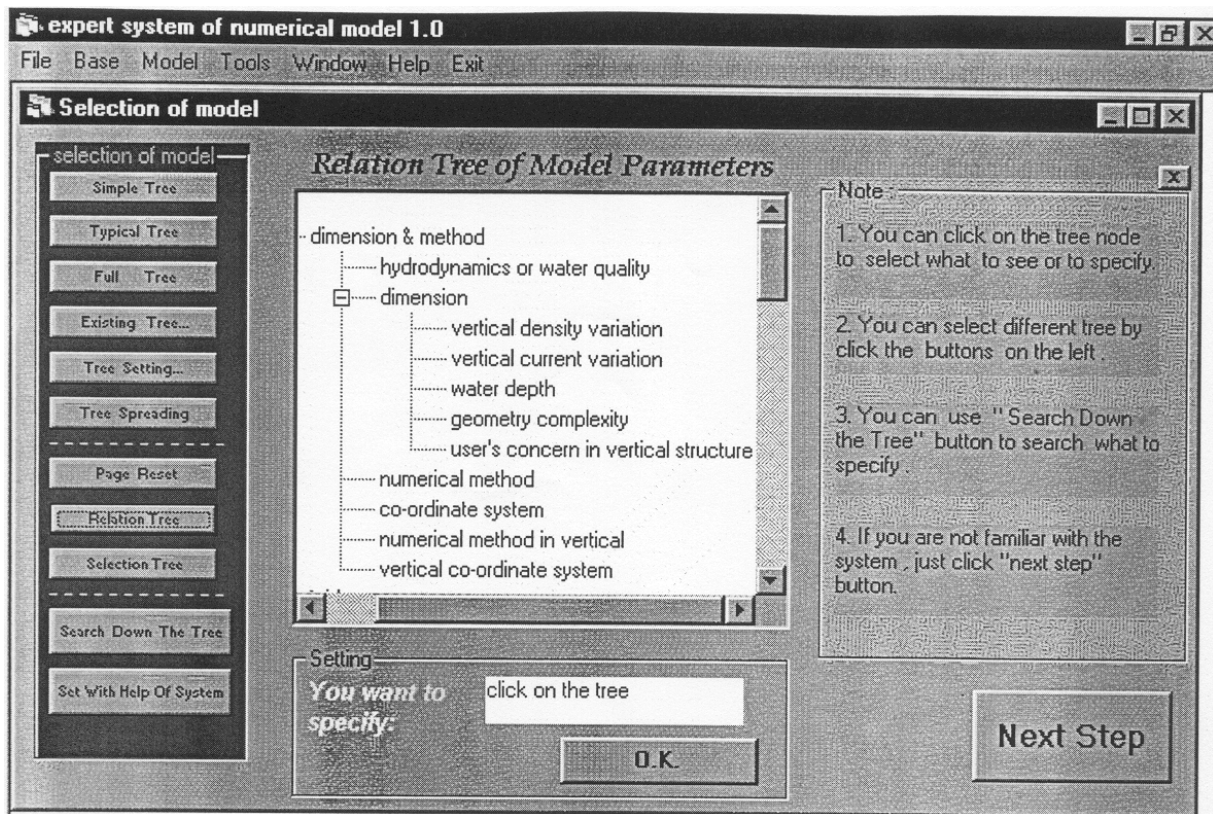 expert system of numerical model 1.0
File Base Model Tools Window Help Exit
Selection of model
selection of model
Simple Tree
Typical Tree
Full Tree
Existing Tree...
Tree Setting...
Tree Spreading
Page Reset
Relation Tree
Selection Tree
Search Down The Tree
Set With Help Of System
Relation Tree of Model Parameters
dimension & method
hydrodynamics or water quality
dimension
vertical density variation
vertical current variation
water depth
geometry complexity
user's concern in vertical structure
numerical method
co-ordinate system
numerical method in vertical
vertical co-ordinate system
Setting
You want to
specify:
click on the tree
O.K.
Note :
1. You can click on the tree node
to select what to see or to specify.
2. You can select different tree by
click the buttons on the left .
3. You can use " Search Down
the Tree" button to search what to
specify .
4. If you are not familiar with the
system , just click "next step"
button.
Next Step